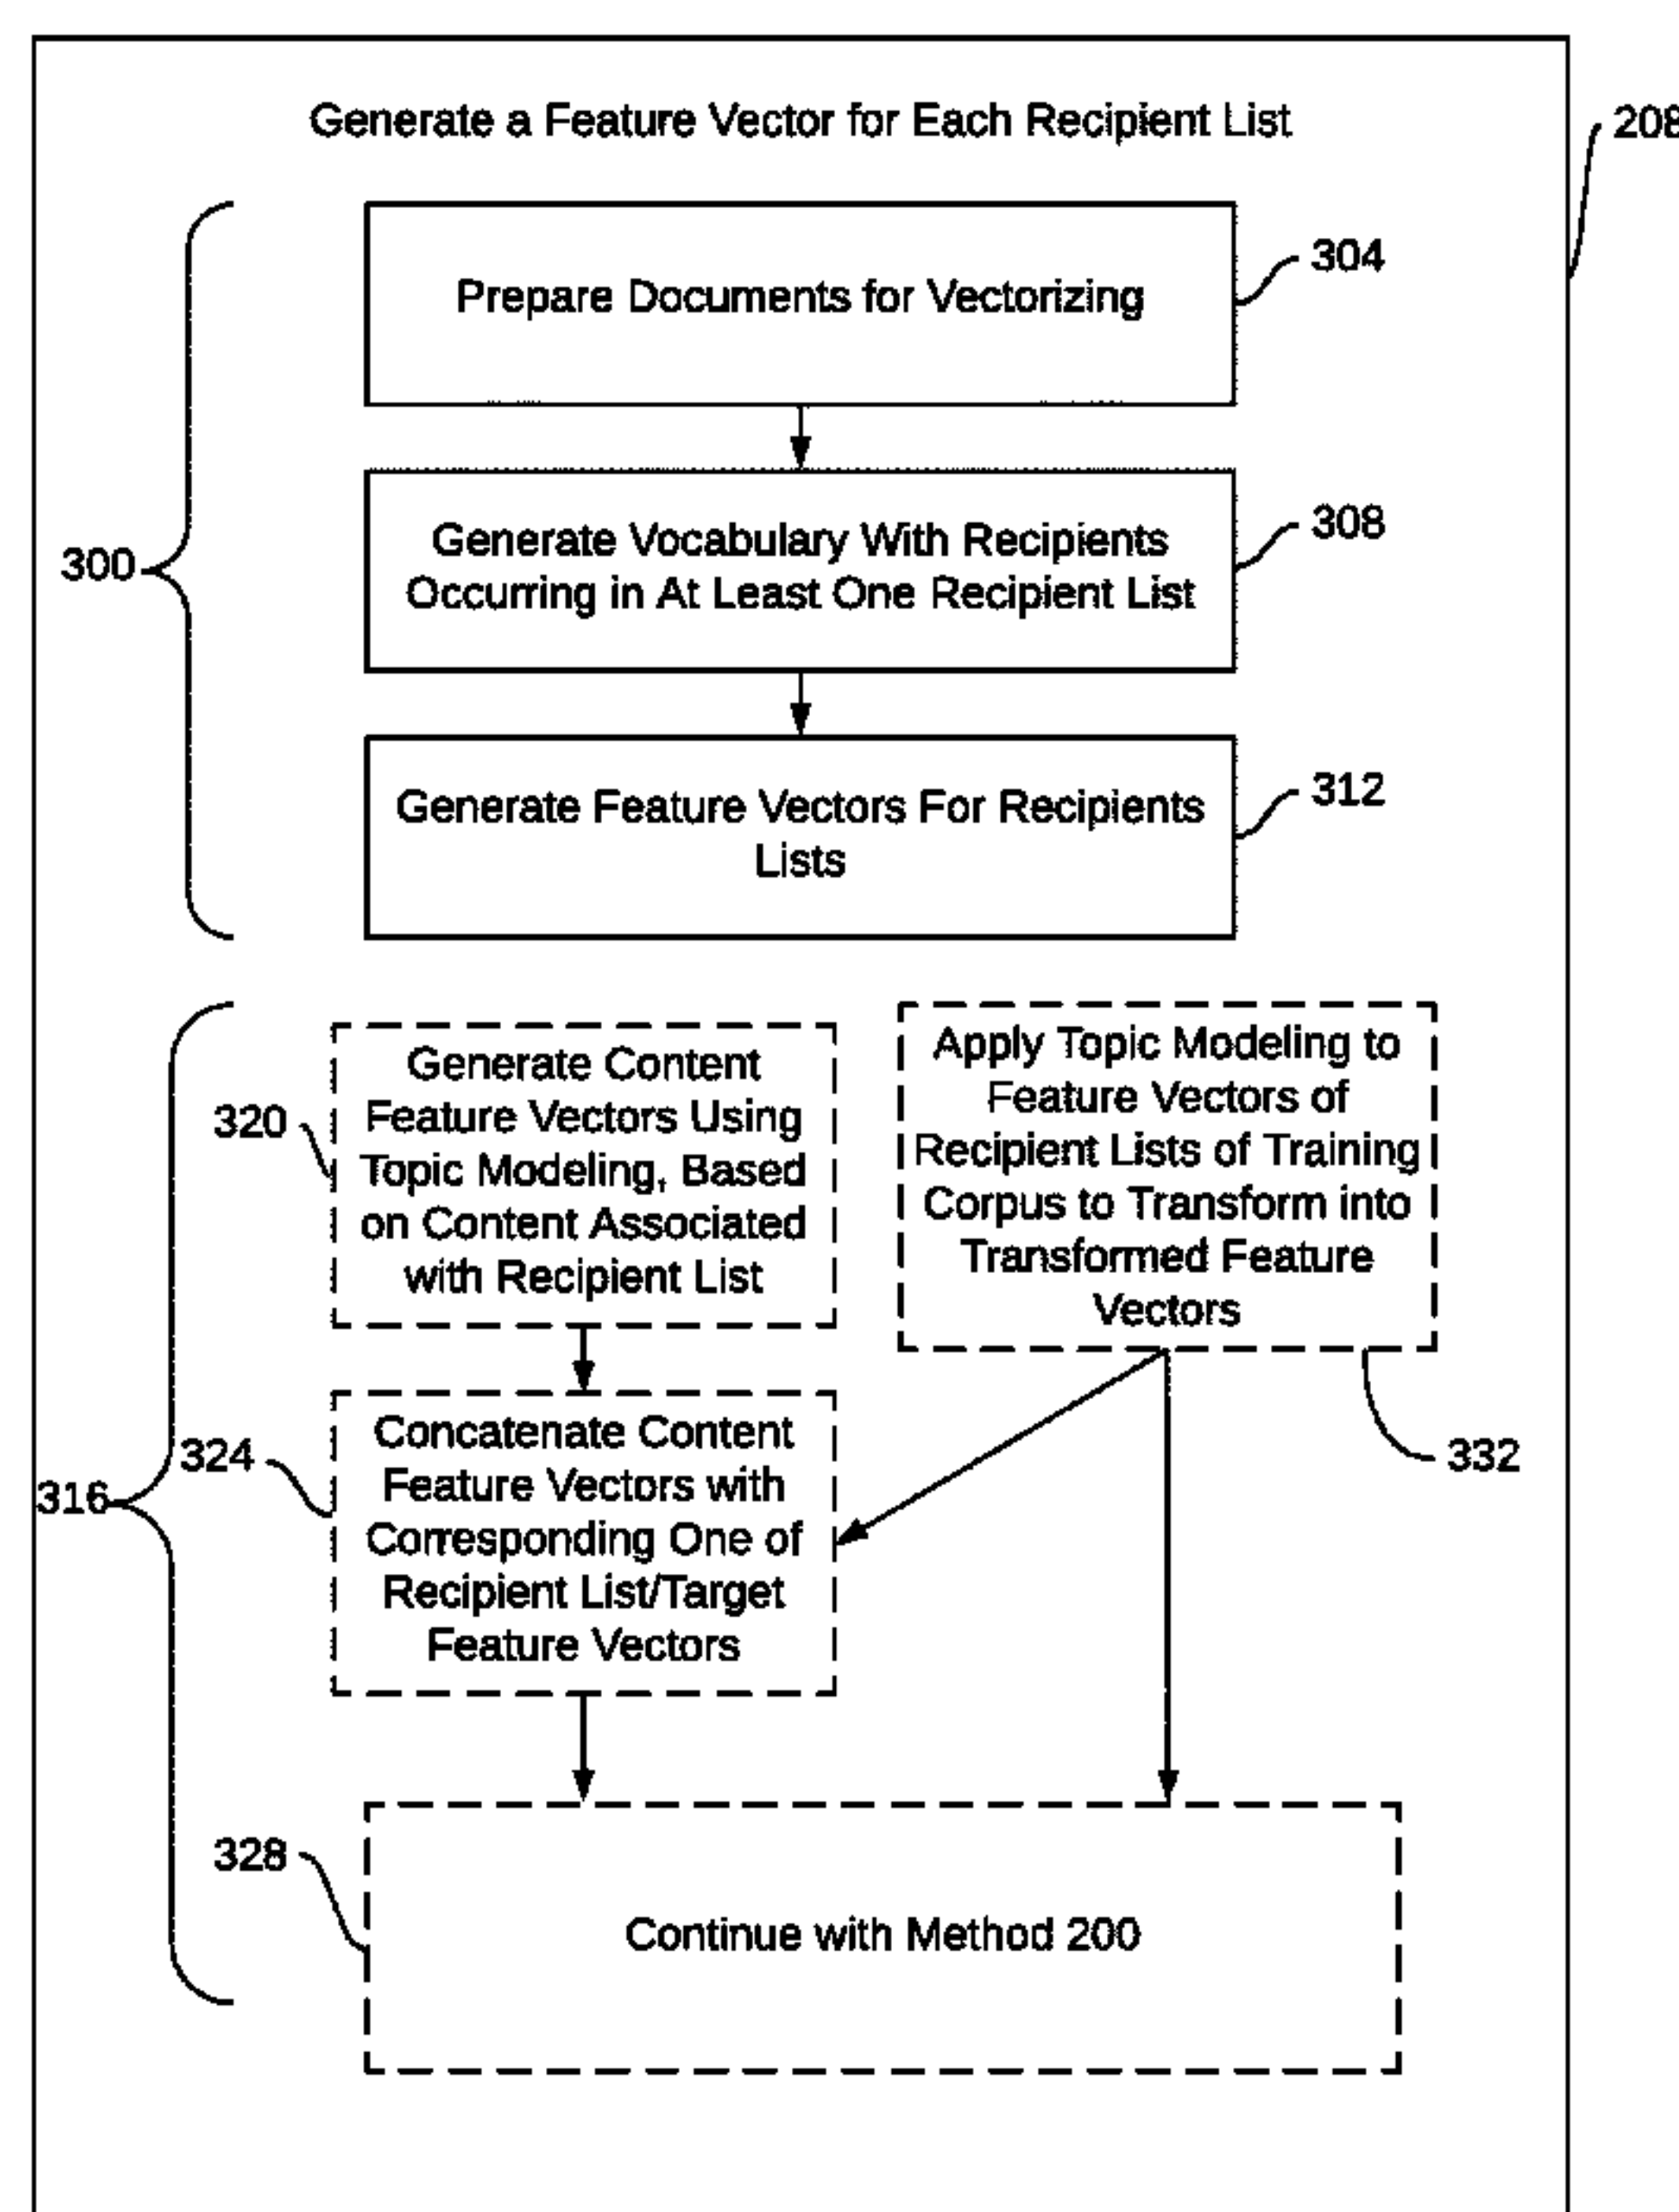 Generate a Feature Vector for Each Recipient List
208
Prepare Documents for Vectorizing
304
Generate Vocabulary With Recipients
Occurring in At Least One Recipient List
308
300
Generate Feature Vectors For Recipients
Lists
312
Generate Content
Feature Vectors Using
Topic Modeling, Based
on Content Associated
with Recipient List
320
Apply Topic Modeling to
Feature Vectors of
Recipient Lists of Training
Corpus to Transform into
Transformed Feature
Vectors
332
Concatenate Content
Feature Vectors with
Corresponding One of
Recipient List/Target
Feature Vectors
324
316
328
Continue with Method 200